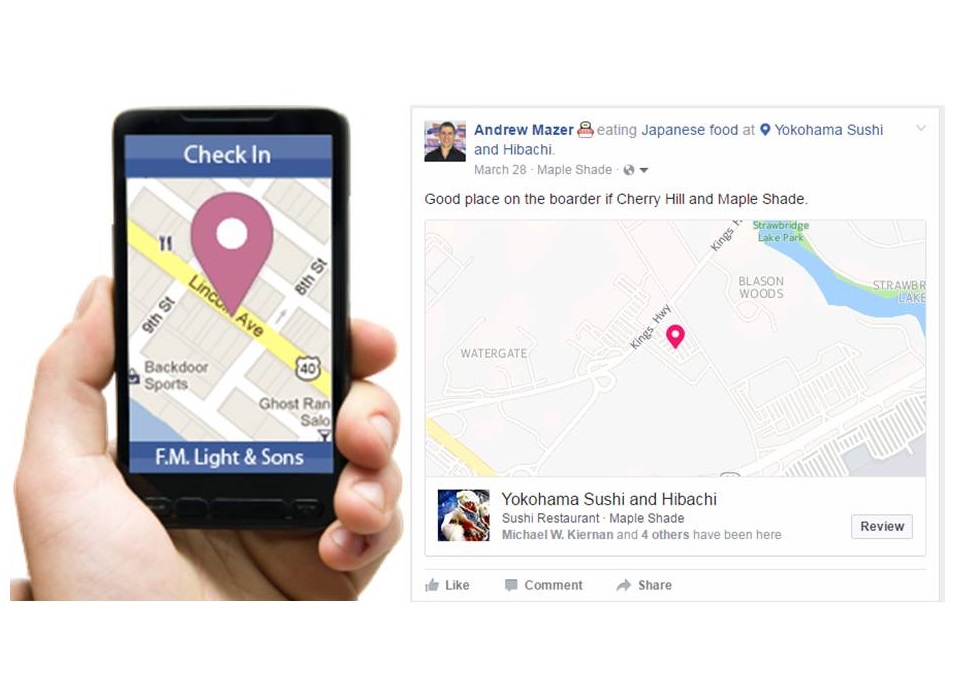 Check In
8th St
Lincoln Ave
9th St
40
Backdoor
Sports
Ghost Ran
Salo
F.M. Light & Sons
Andrew Mazer eating Japanese food at Yokohama Sushi
and Hibachi.
March 28 · Maple Shade ·
Good place on the boarder if Cherry Hill and Maple Shade.
Kings H
Strawbridge
Lake Park
BLASON
WOODS
STRAWBR
LAKE
Kings Hwy
WATERGATE
Yokohama Sushi and Hibachi
Sushi Restaurant · Maple Shade
Michael W. Kiernan and 4 others have been here
Review
Like Comment Share